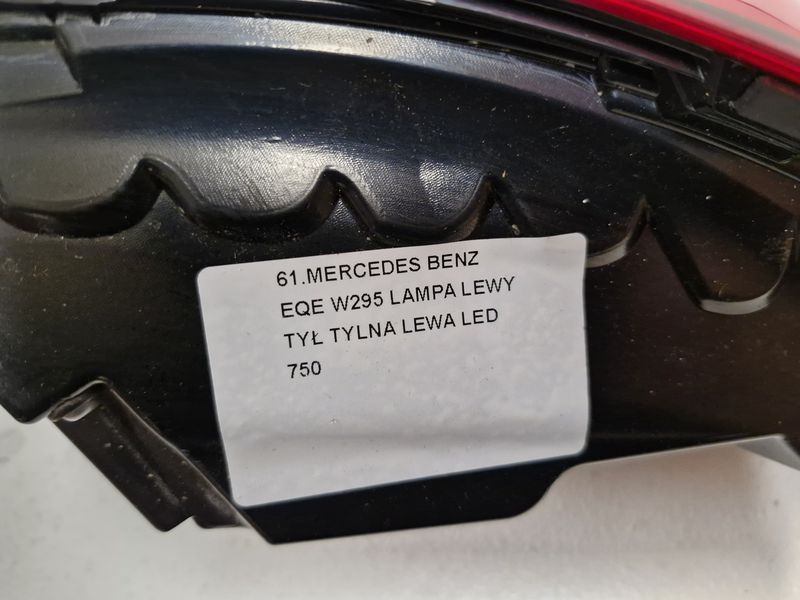 61.MERCEDES BENZ
EQE W295 LAMPA LEWY
TYŁ TYLNA LEWA LED
750